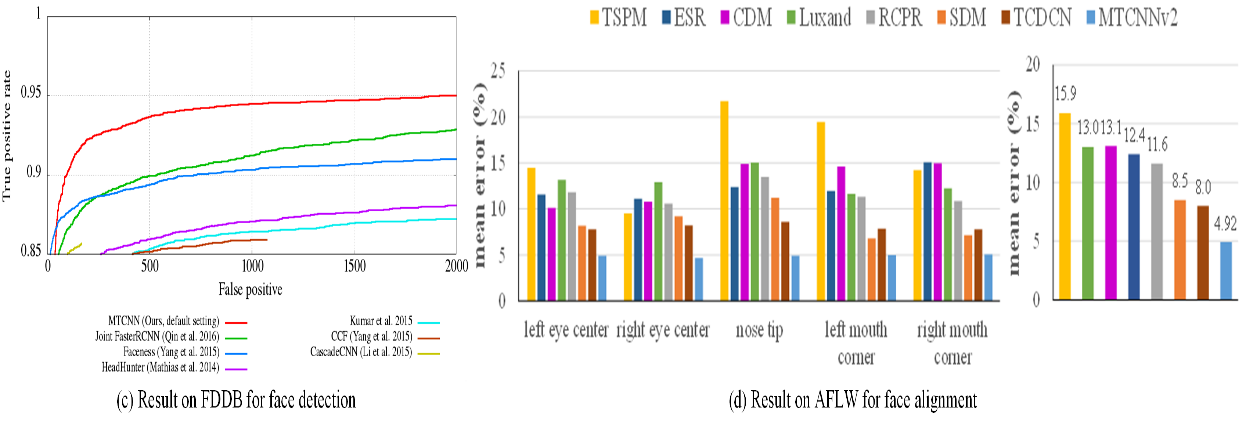 TSPM ESR CDM Luxand RCPR SDM TCDCN MTCNNv2
True positive rate
1
0.95
0.9
0.85
0 500 1000 1500 2000
False positive
MTCNN (Ours, default setting)
Joint FasterRCNN (Qin et al. 2016)
Faceness (Yang et al. 2015)
HeadHunter (Mathias et al. 2014)
Kumar et al. 2015
CCF (Yang et al. 2015)
CascadeCNN (Li et al. 2015)
(c) Result on FDDB for face detection
mean error (%)
25
20
15
10
5
0
left eye center right eye center nose tip left mouth corner right mouth corner
mean error (%)
20
15
10
5
0
15.9 13.0 13.1 12.4 11.6 8.5 8.0 4.92
(d) Result on AFLW for face alignment